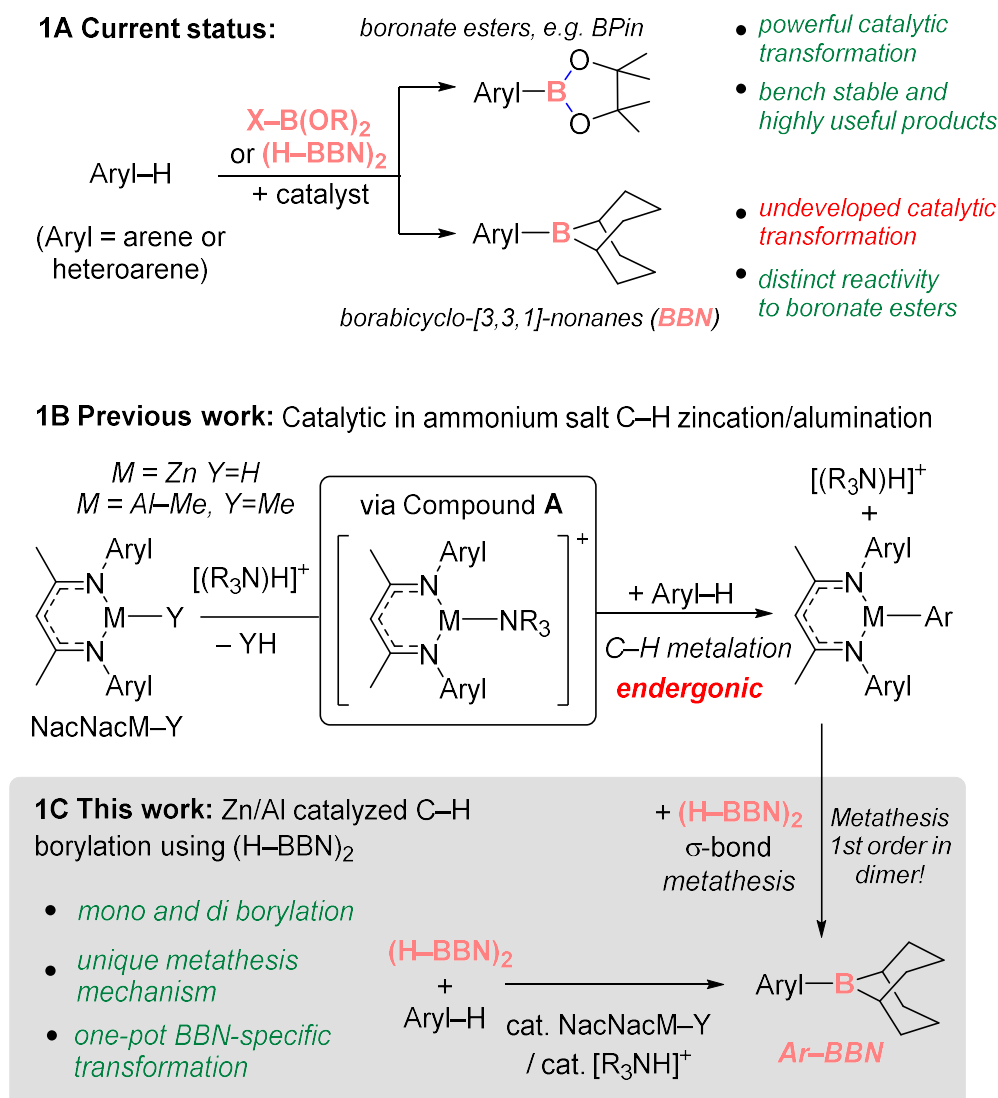 1A Current status:
boronate esters, e.g. BPin
• powerful catalytic
transformation
• bench stable and
highly useful products
Aryl–H
(Aryl = arene or
heteroarene)
X–B(OR)2
or (H–BBN)2
+ catalyst
Aryl–B
O
O
Aryl–B
• undeveloped catalytic
transformation
• distinct reactivity
to boronate esters
borabicyclo-[3,3,1]-nonanes (BBN)
1B Previous work: Catalytic in ammonium salt C–H zincation/alumination
M = Zn Y=H
M = Al–Me, Y=Me
Aryl
N
M
Y
N
Aryl
NacNacM–Y
[(R3N)H]+
– YH
via Compound A
Aryl
N
M
NR3
N
Aryl
+
+ Aryl–H
C–H metalation
endergonic
[(R3N)H]+
+
Aryl
N
M
Ar
N
Aryl
1C This work: Zn/Al catalyzed C–H
borylation using (H–BBN)2
• mono and di borylation
• unique metathesis
mechanism
• one-pot BBN-specific
transformation
+ (H–BBN)2
σ-bond
metathesis
Metathesis
1st order in
dimer!
(H–BBN)2
+
Aryl–H
cat. NacNacM–Y
/ cat. [R3NH]+
Aryl–B
Ar–BBN